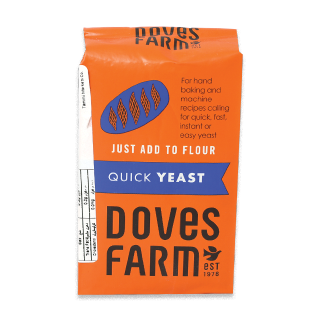 DOVES
FARM
For hand
baking and
machine
recipes calling
for quick, fast,
instant or
easy yeast
JUST ADD TO FLOUR
QUICK YEAST
DOVES
FARM
est
1978